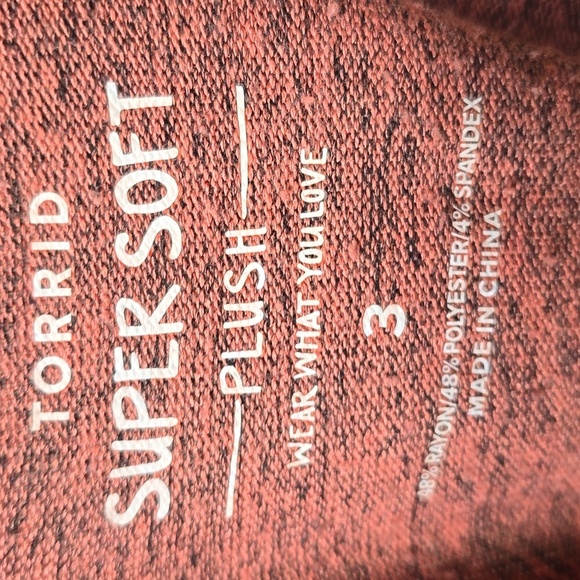 TORRID
SUPER SOFT
PLUSH
WEAR WHAT YOU LOVE
3
48% RAYON/48% POLYESTER/4% SPANDEX
MADE IN CHINA